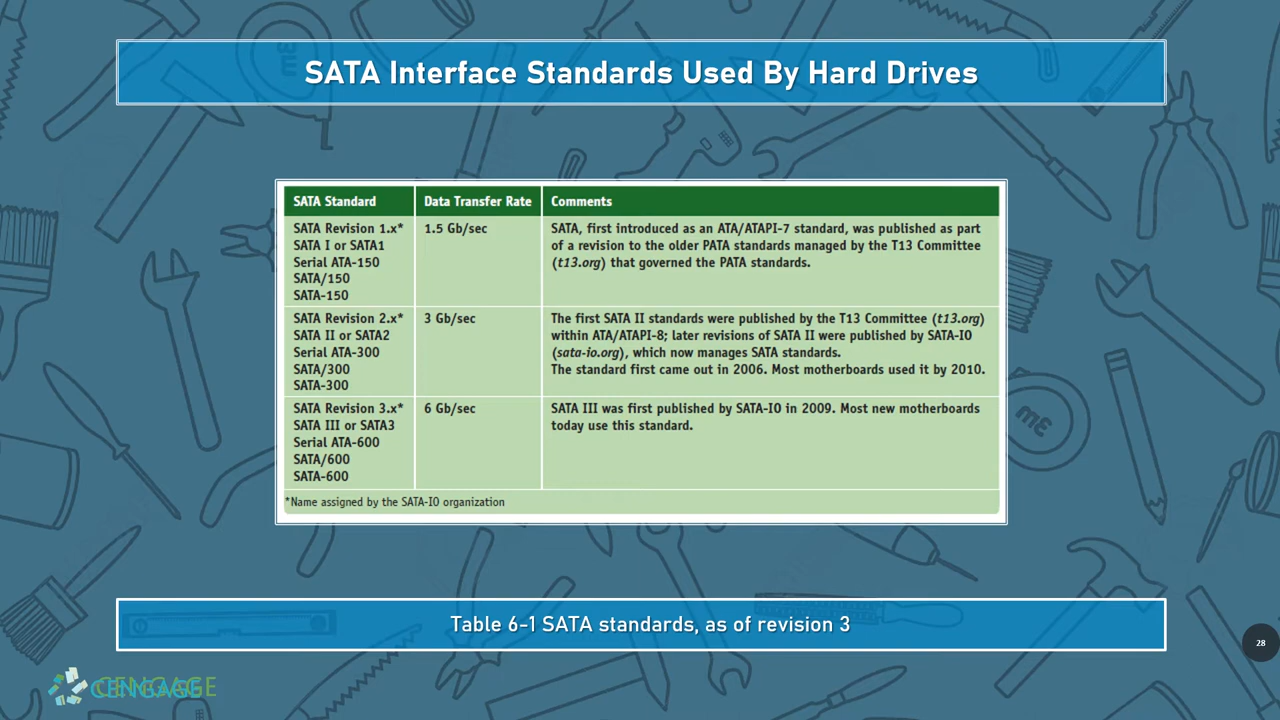 SATA Interface Standards Used By Hard Drives
SATA Standard
Data Transfer Rate
Comments
SATA Revision 1.x*
SATA I or SATA1
Serial ATA-150
SATA/150
SATA-150
1.5 Gb/sec
SATA, first introduced as an ATA/ATAPI-7 standard, was published as part
of a revision to the older PATA standards managed by the T13 Committee
(t13.org) that governed the PATA standards.
SATA Revision 2.x*
SATA II or SATA2
Serial ATA-300
SATA/300
SATA-300
3 Gb/sec
The first SATA II standards were published by the T13 Committee (t13.org)
within ATA/ATAPI-8; later revisions of SATA II were published by SATA-IO
(sata-io.org), which now manages SATA standards.
The standard first came out in 2006. Most motherboards used it by 2010.
SATA Revision 3.x*
SATA III or SATA3
Serial ATA-600
SATA/600
SATA-600
6 Gb/sec
SATA III was first published by SATA-IO in 2009. Most new motherboards
today use this standard.
*Name assigned by the SATA-IO organization
Table 6-1 SATA standards, as of revision 3
28
CENGAGE